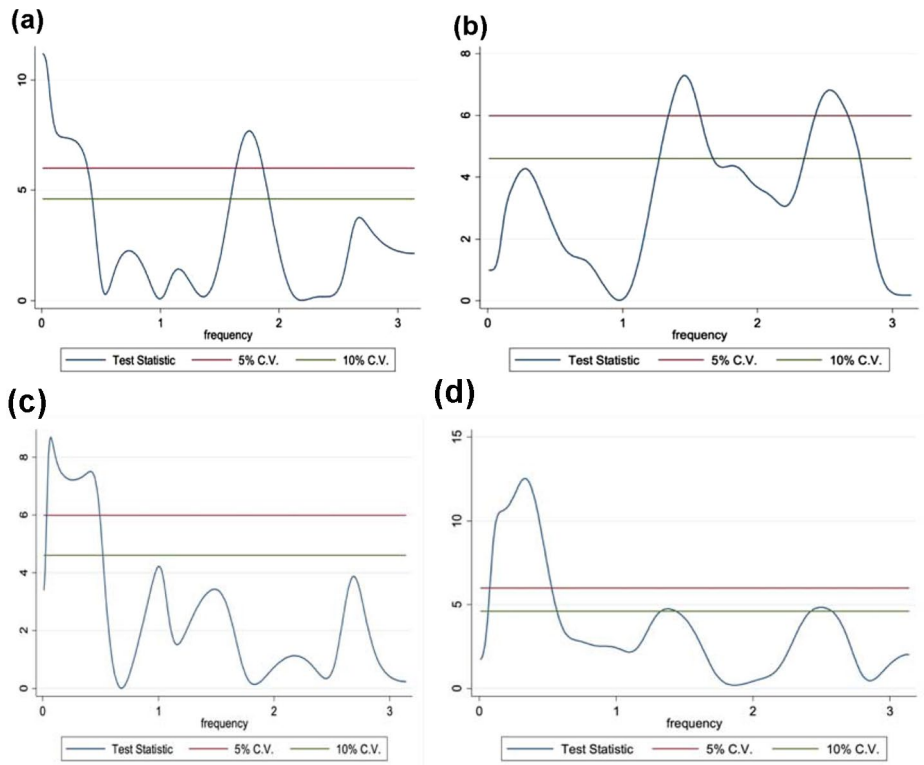 (a)
10
5
0
0 1 2 3
frequency
Test Statistic 5% C.V. 10% C.V.
(b)
8
6
4
2
0
0 1 2 3
frequency
Test Statistic 5% C.V. 10% C.V.
(c)
8
6
4
2
0
0 1 2 3
frequency
Test Statistic 5% C.V. 10% C.V.
(d)
15
10
5
0
0 1 2 3
frequency
Test Statistic 5% C.V. 10% C.V.